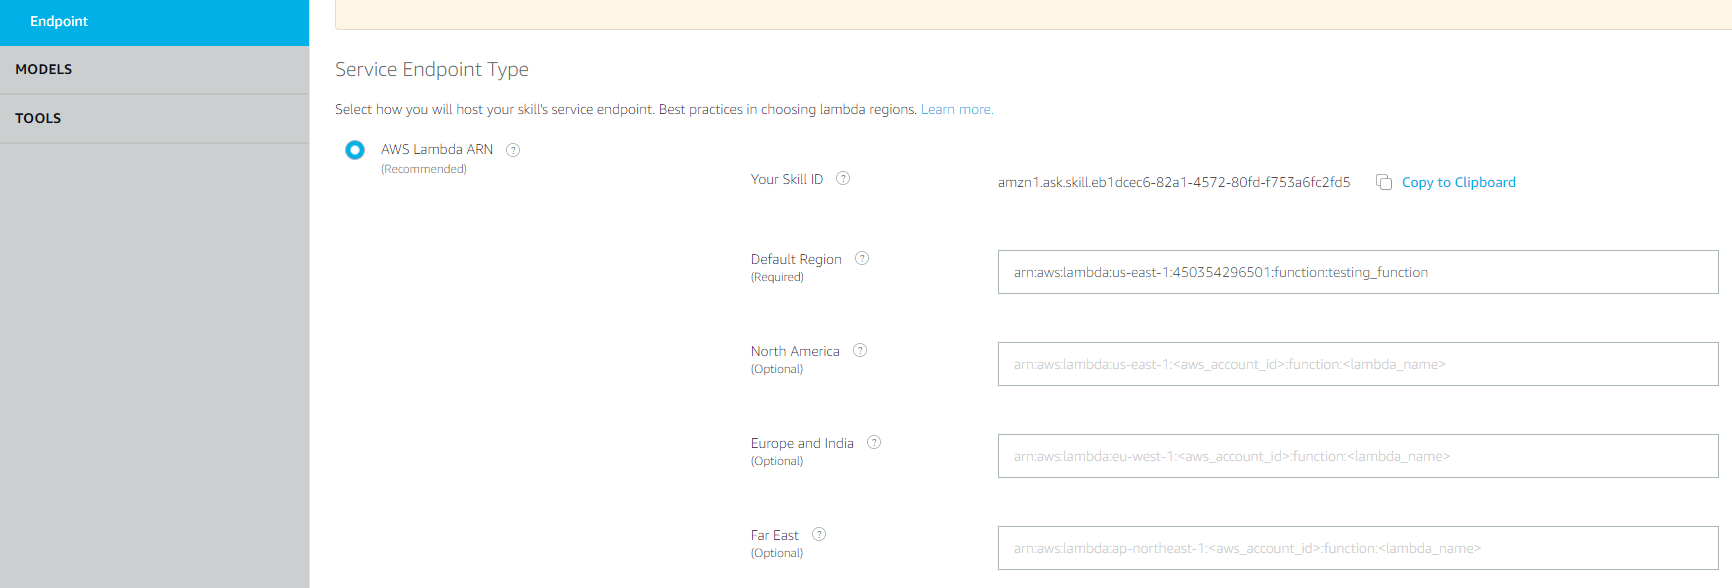 Endpoint
MODELS
TOOLS
Service Endpoint Type
Select how you will host your skill's service endpoint. Best practices in choosing lambda regions. Learn more.
AWS Lambda ARN ?
(Recommended)
Your Skill ID ? amzn1.ask.skill.eb1dcec6-82a1-4572-80fd-f753a6fc2fd5 Copy to Clipboard
Default Region ?
(Required)
arn:aws:lambda:us-east-1:450354296501:function:testing_function
North America ?
(Optional)
arn:aws:lambda:us-east-1:<aws_account_id>:function:<lambda_name>
Europe and India ?
(Optional)
arn:aws:lambda:eu-west-1:<aws_account_id>:function:<lambda_name>
Far East ?
(Optional)
arn:aws:lambda:ap-northeast-1:<aws_account_id>:function:<lambda_name>